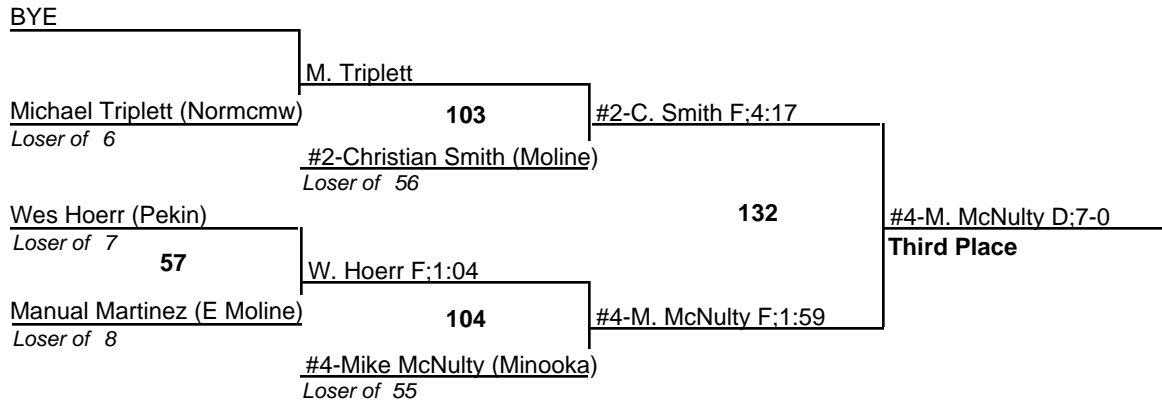 BYE
M. Triplett
Michael Triplett (Normcmw)
Loser of 6
103
#2-C. Smith F;4:17
#2-Christian Smith (Moline)
Loser of 56
Wes Hoerr (Pekin)
Loser of 7
57
132
#4-M. McNulty D;7-0
Third Place
W. Hoerr F;1:04
Manual Martinez (E Moline)
Loser of 8
104
#4-M. McNulty F;1:59
#4-Mike McNulty (Minooka)
Loser of 55